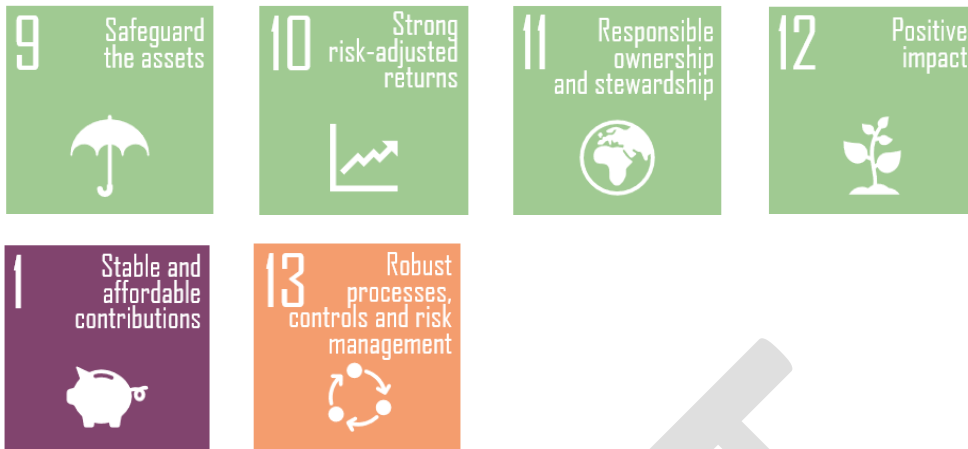 9
Safeguard
the assets
10
Strong
risk-adjusted
returns
11
Responsible
ownership
and stewardship
12
Positive
impact
1
Stable and
affordable
contributions
13
Robust
processes,
controls and risk
management